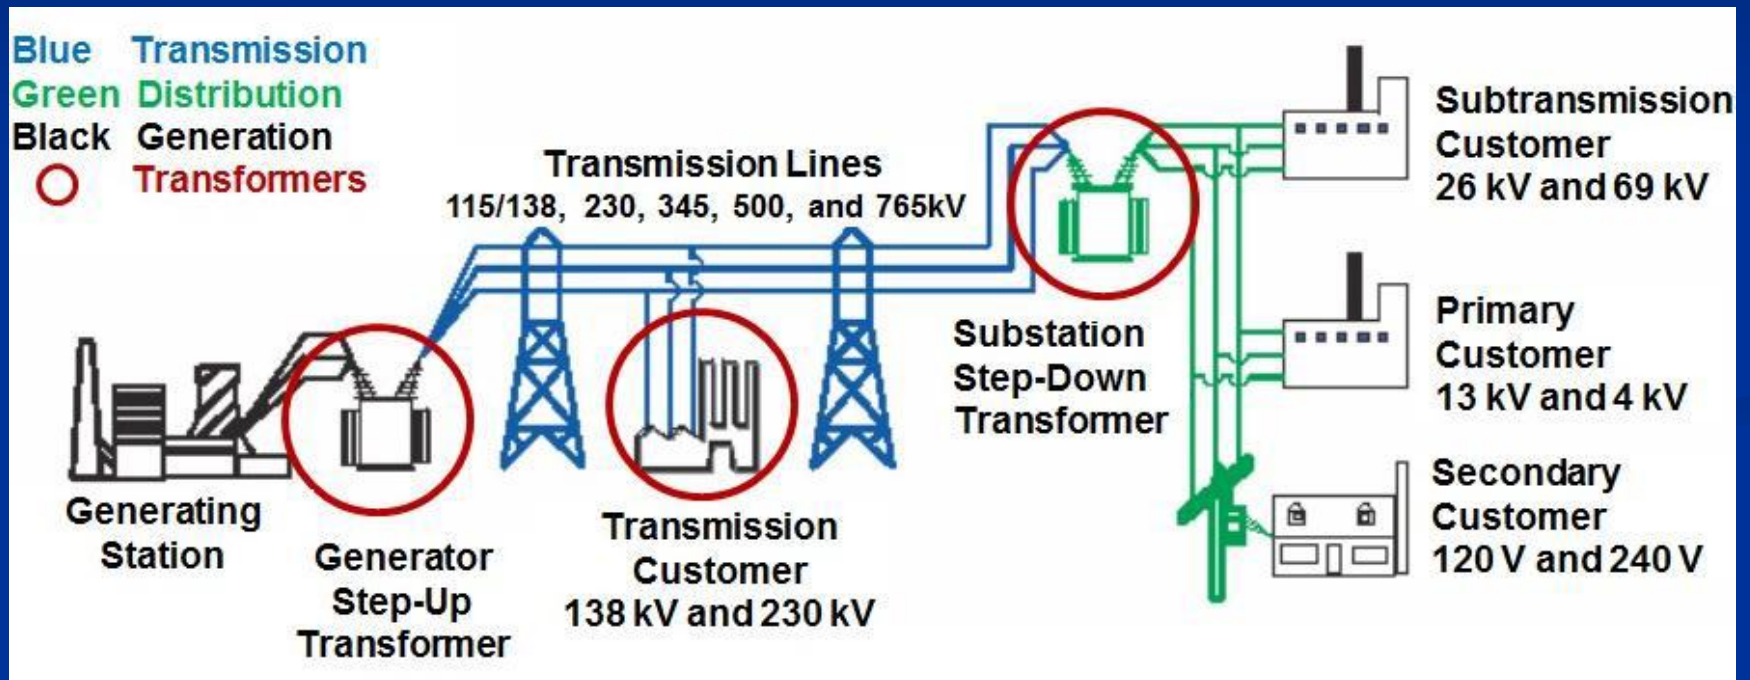 Blue Transmission
Green Distribution
Black Generation
Transformers
Transmission Lines
115/138, 230, 345, 500, and 765kV
Generating
Station
Generator
Step-Up
Transformer
Transmission
Customer
138 kV and 230 kV
Substation
Step-Down
Transformer
Subtransmission
Customer
26 kV and 69 kV
Primary
Customer
13 kV and 4 kV
Secondary
Customer
120 V and 240 V